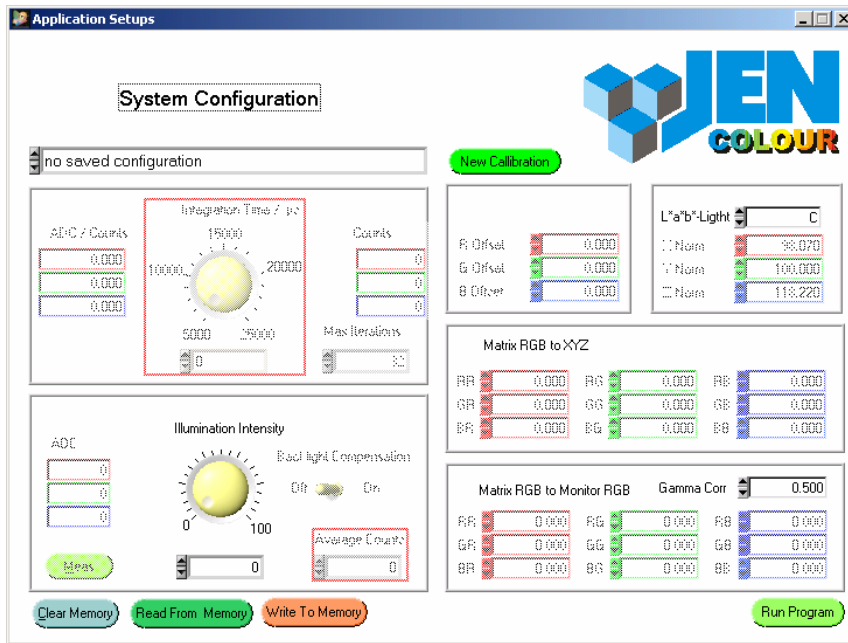 Application Setups
JEN
COLOUR
System Configuration
no saved configuration
New Callibration
Integration Time / µs
ADC / Counts
15000
Counts
0.000
0.000
0.000
10000
20000
0
0
0
5000
25000
Max Iterations
0
32
R Offset 0.000
G Offset 0.000
B Offset 0.000
L*a*b*-Ligtht C
X Norm 98.070
Y Norm 100.000
Z Norm 118.220
Matrix RGB to XYZ
RR 0.000 RG 0.000 RB 0.000
GR 0.000 GG 0.000 GB 0.000
BR 0.000 BG 0.000 BB 0.000
Illumination Intensity
ADC
0
0
0
Back light Compensation
Off On
0 100
Average Counts
Meas
0
0
Matrix RGB to Monitor RGB Gamma Corr 0.500
RR 0.000 RG 0.000 RB 0.000
GR 0.000 GG 0.000 GB 0.000
BR 0.000 BG 0.000 BB 0.000
Clear Memory Read From Memory Write To Memory Run Program